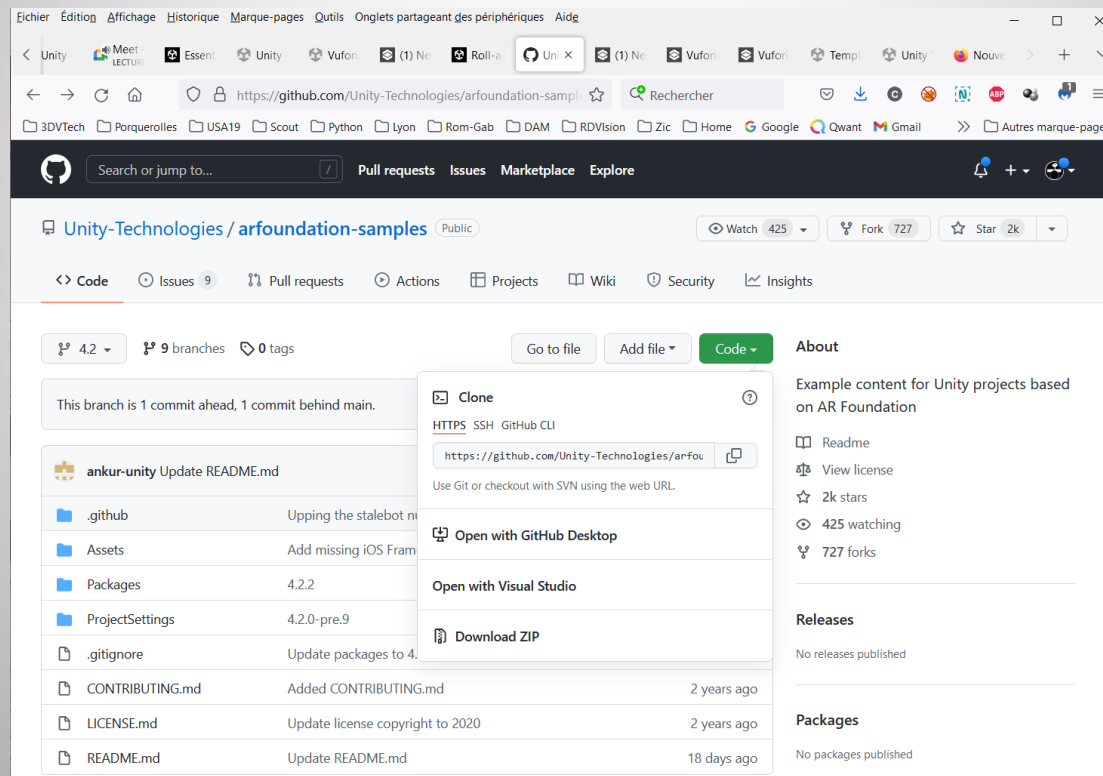 Fichier Édition Affichage Historique Marque-pages Outils Onglets partageant des périphériques Aide
Unity Meet Essent Unity Vufori (1) Ne Roll-a Uni (1) Ne Vufori Vufori Templ Unity T Nouve
LECTUR
https://github.com/Unity-Technologies/arfoundation-sampl Rechercher ABP 1
3DVTech Porquerolles USA19 Scout Python Lyon Rom-Gab DAM RDVIsion Zic Home Google Qwant Gmail Autres marque-page
Search or jump to... / Pull requests Issues Marketplace Explore
Unity-Technologies / arfoundation-samples Public Watch 425 Fork 727 Star 2k
Code Issues 9 Pull requests Actions Projects Wiki Security Insights
4.2 9 branches 0 tags Go to file Add file Code
This branch is 1 commit ahead, 1 commit behind main.
ankur-unity Update README.md
.github Upping the stalebot nu
Assets Add missing iOS Fram
Packages 4.2.2
ProjectSettings 4.2.0-pre.9
.gitignore Update packages to 4.
CONTRIBUTING.md Added CONTRIBUTING.md 2 years ago
LICENSE.md Update license copyright to 2020 2 years ago
README.md Update README.md 18 days ago
Clone
HTTPS SSH GitHub CLI
https://github.com/Unity-Technologies/arfou
Use Git or checkout with SVN using the web URL.
Open with GitHub Desktop
Open with Visual Studio
Download ZIP
About
Example content for Unity projects based
on AR Foundation
Readme
View license
2k stars
425 watching
727 forks
Releases
No releases published
Packages
No packages published